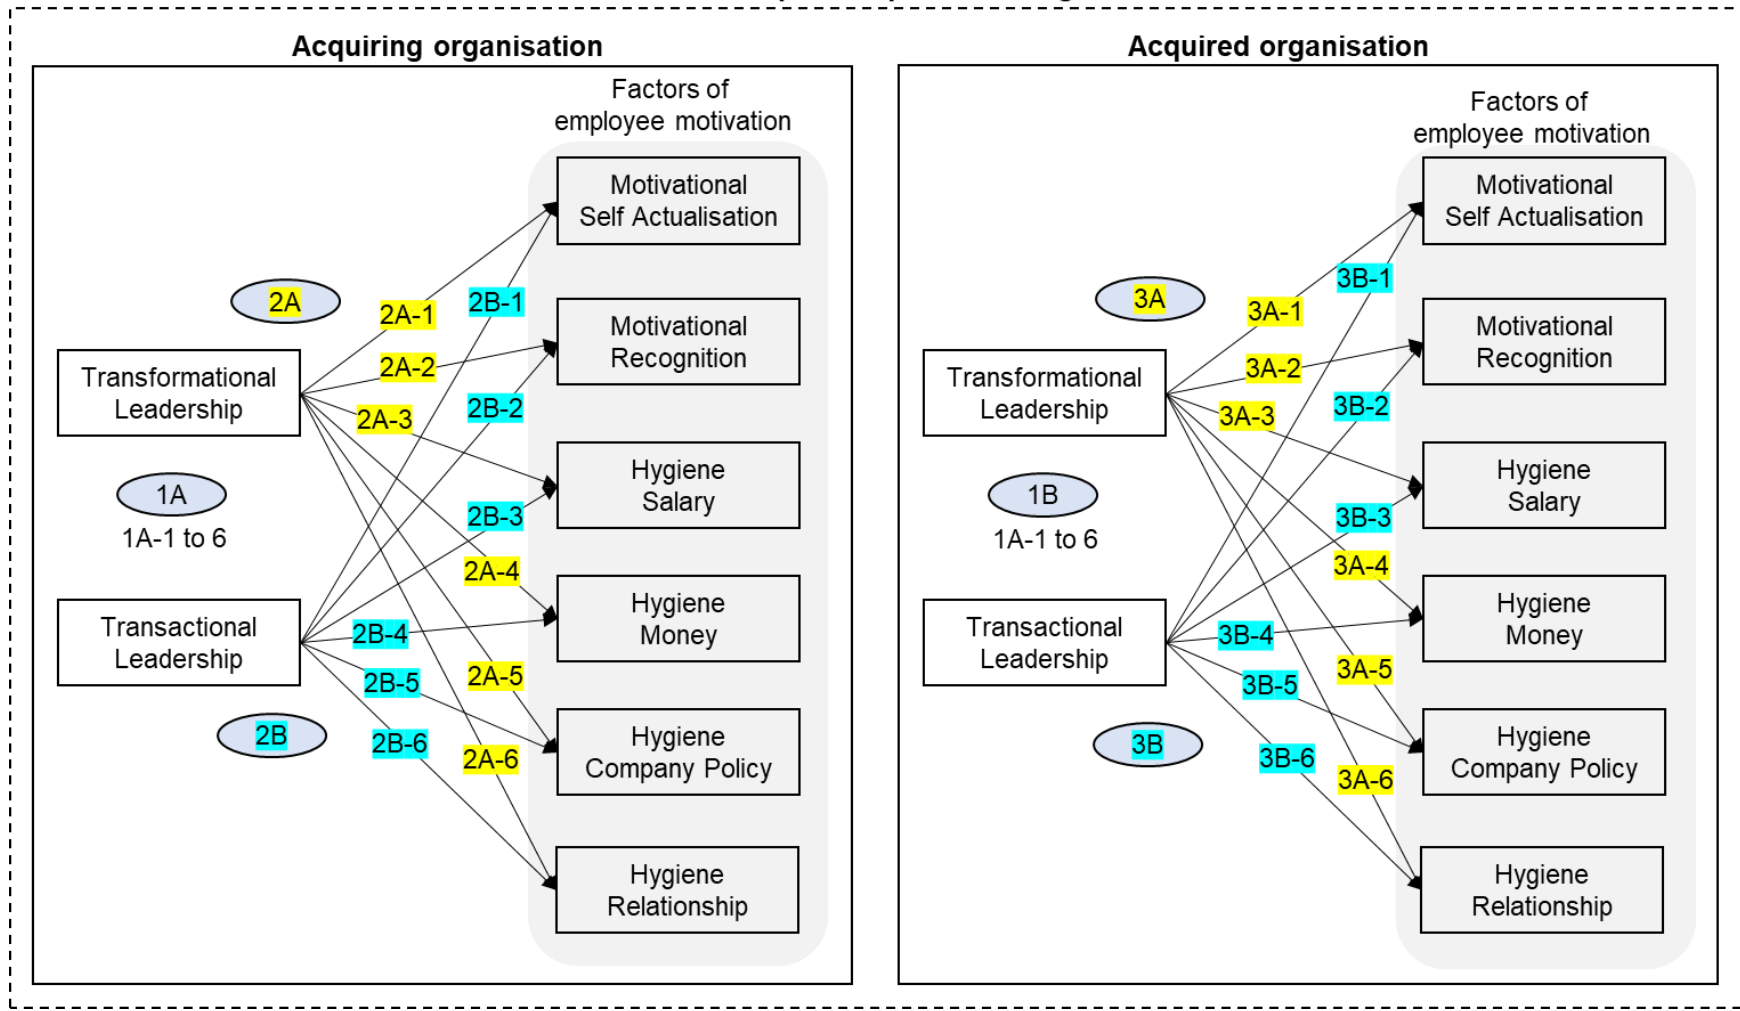 Acquiring organisation
Factors of
employee motivation
Motivational
Self Actualisation
2A
2A-1
2B-1
Motivational
Recognition
Transformational
Leadership
2A-2
2B-2
2A-3
Hygiene
Salary
1A
1A-1 to 6
2B-3
2A-4
Hygiene
Money
Transactional
Leadership
2B-4
2A-5
2B-5
2B
2B-6
2A-6
Hygiene
Company Policy
Hygiene
Relationship
Acquired organisation
Factors of
employee motivation
Motivational
Self Actualisation
3A
3A-1
3B-1
Motivational
Recognition
Transformational
Leadership
3A-2
3B-2
3A-3
Hygiene
Salary
1B
1A-1 to 6
3B-3
3A-4
Hygiene
Money
Transactional
Leadership
3B-4
3A-5
3B-5
3B
3B-6
3A-6
Hygiene
Company Policy
Hygiene
Relationship